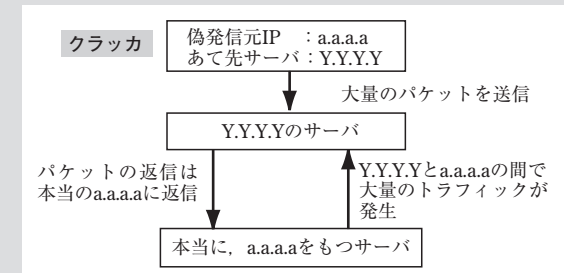 クラッカ
偽発信元IP ：a.a.a.a
あて先サーバ：Y.Y.Y.Y
大量のパケットを送信
Y.Y.Y.Yのサーバ
パケットの返信は
本当のa.a.a.aに返信
Y.Y.Y.Yとa.a.a.aの間で
大量のトラフィックが
発生
本当に，a.a.a.aをもつサーバ